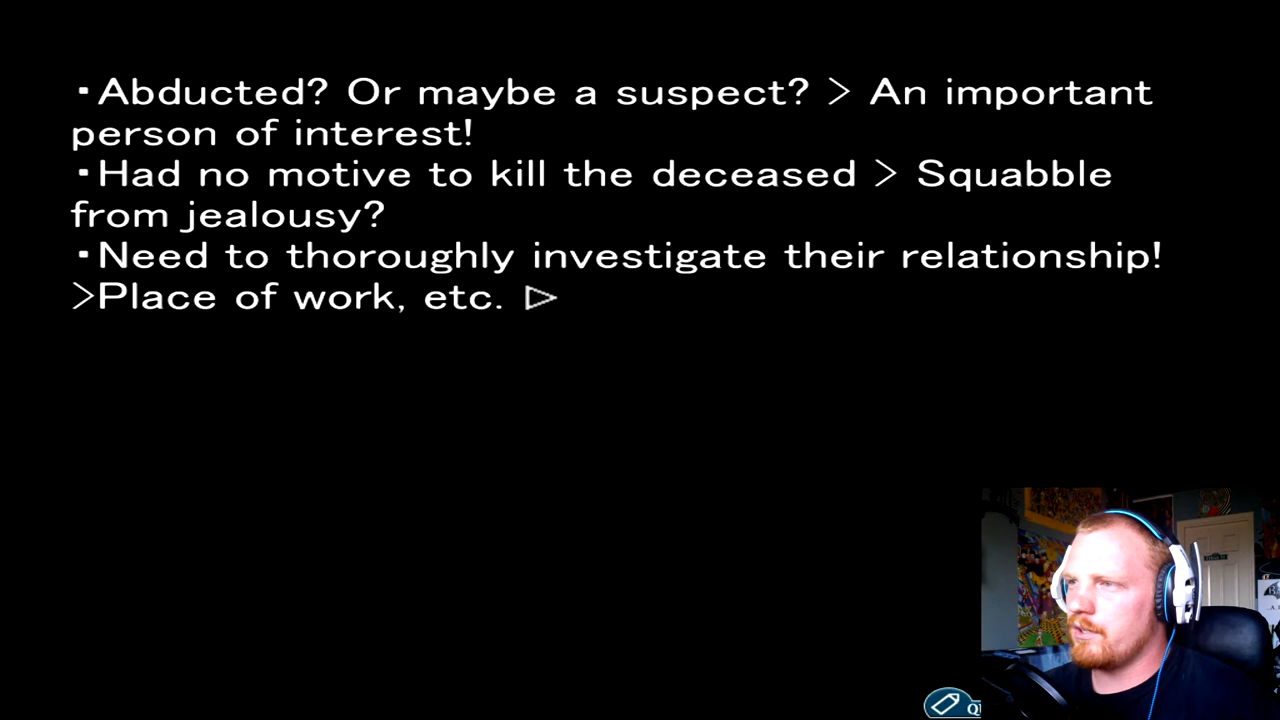 ・Abducted? Or maybe a suspect? > An important
person of interest!
・Had no motive to kill the deceased > Squabble
from jealousy?
・Need to thoroughly investigate their relationship!
>Place of work, etc.